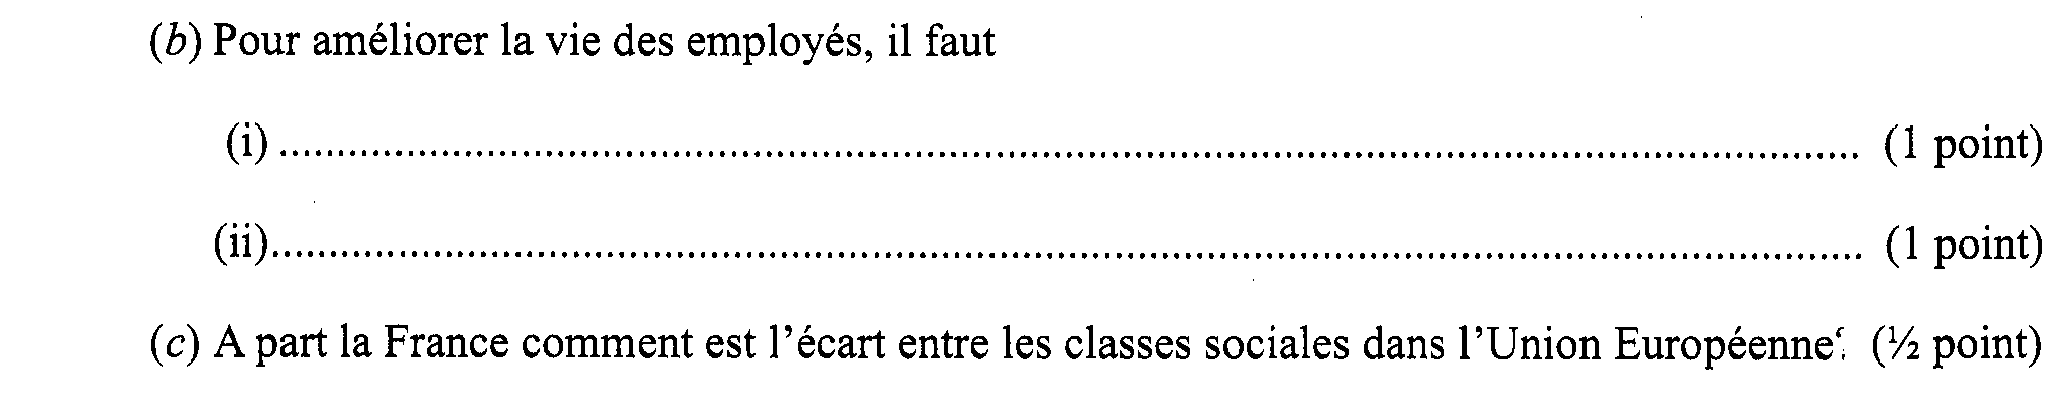 (b) Pour améliorer la vie des employés, il faut
(i) ........................................................................................................ (1 point)
(ii)........................................................................................................ (1 point)
(c) A part la France comment est l’écart entre les classes sociales dans l’Union Européenne‘. (½ point)